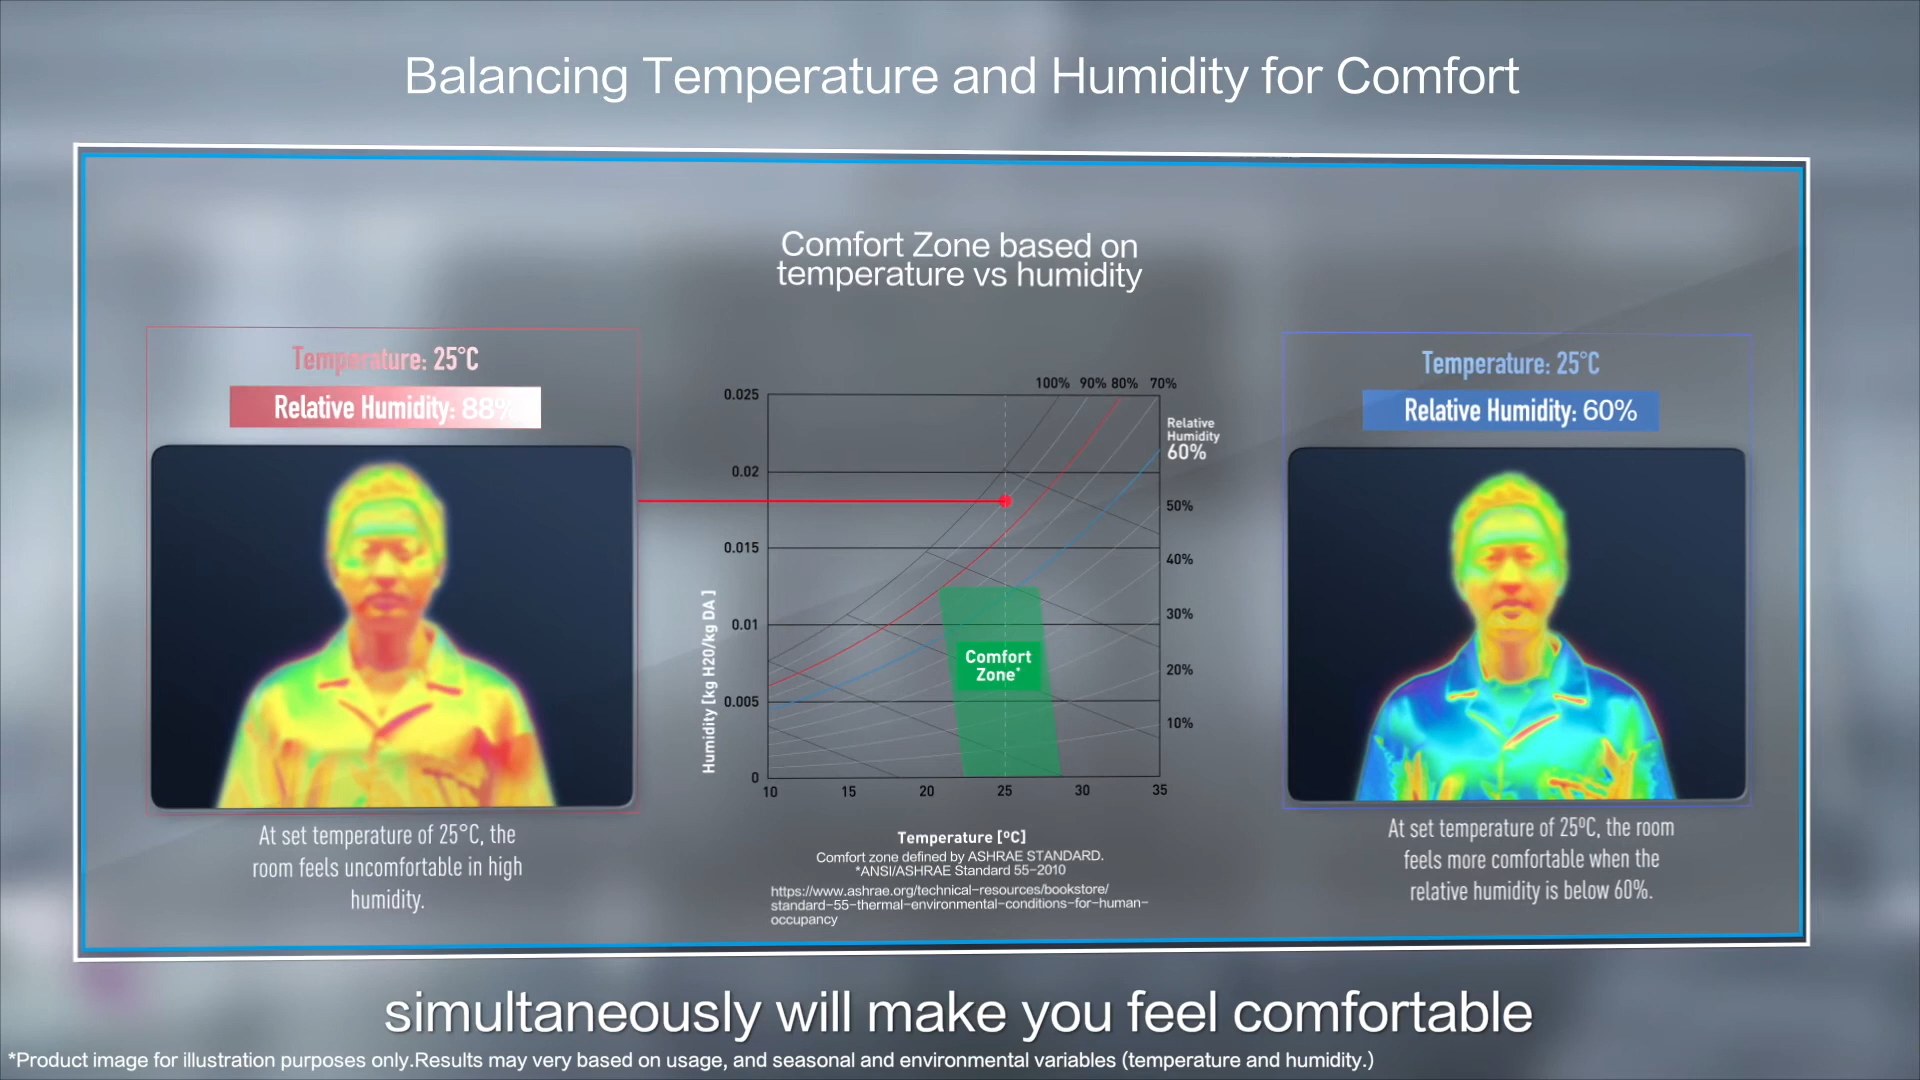 Balancing Temperature and Humidity for Comfort
Comfort Zone based on
temperature vs humidity
Temperature: 25°C
Relative Humidity: 88%
At set temperature of 25°C, the
room feels uncomfortable in high
humidity.
100% 90% 80% 70%
Relative
Humidity
60%
50%
40%
30%
20%
10%
0.025
0.02
0.015
0.01
0.005
0
Humidity [kg H20/kg DA ]
Comfort
Zone*
10 15 20 25 30 35
Temperature [ºC]
Comfort zone defined by ASHRAE STANDARD.
*ANSI/ASHRAE Standard 55-2010
https://www.ashrae.org/technical-resources/bookstore/
standard-55-thermal-environmental-conditions-for-human-
occupancy
Temperature: 25°C
Relative Humidity: 60%
At set temperature of 25ºC, the room
feels more comfortable when the
relative humidity is below 60%.
simultaneously will make you feel comfortable
*Product image for illustration purposes only.Results may very based on usage, and seasonal and environmental variables (temperature and humidity.)